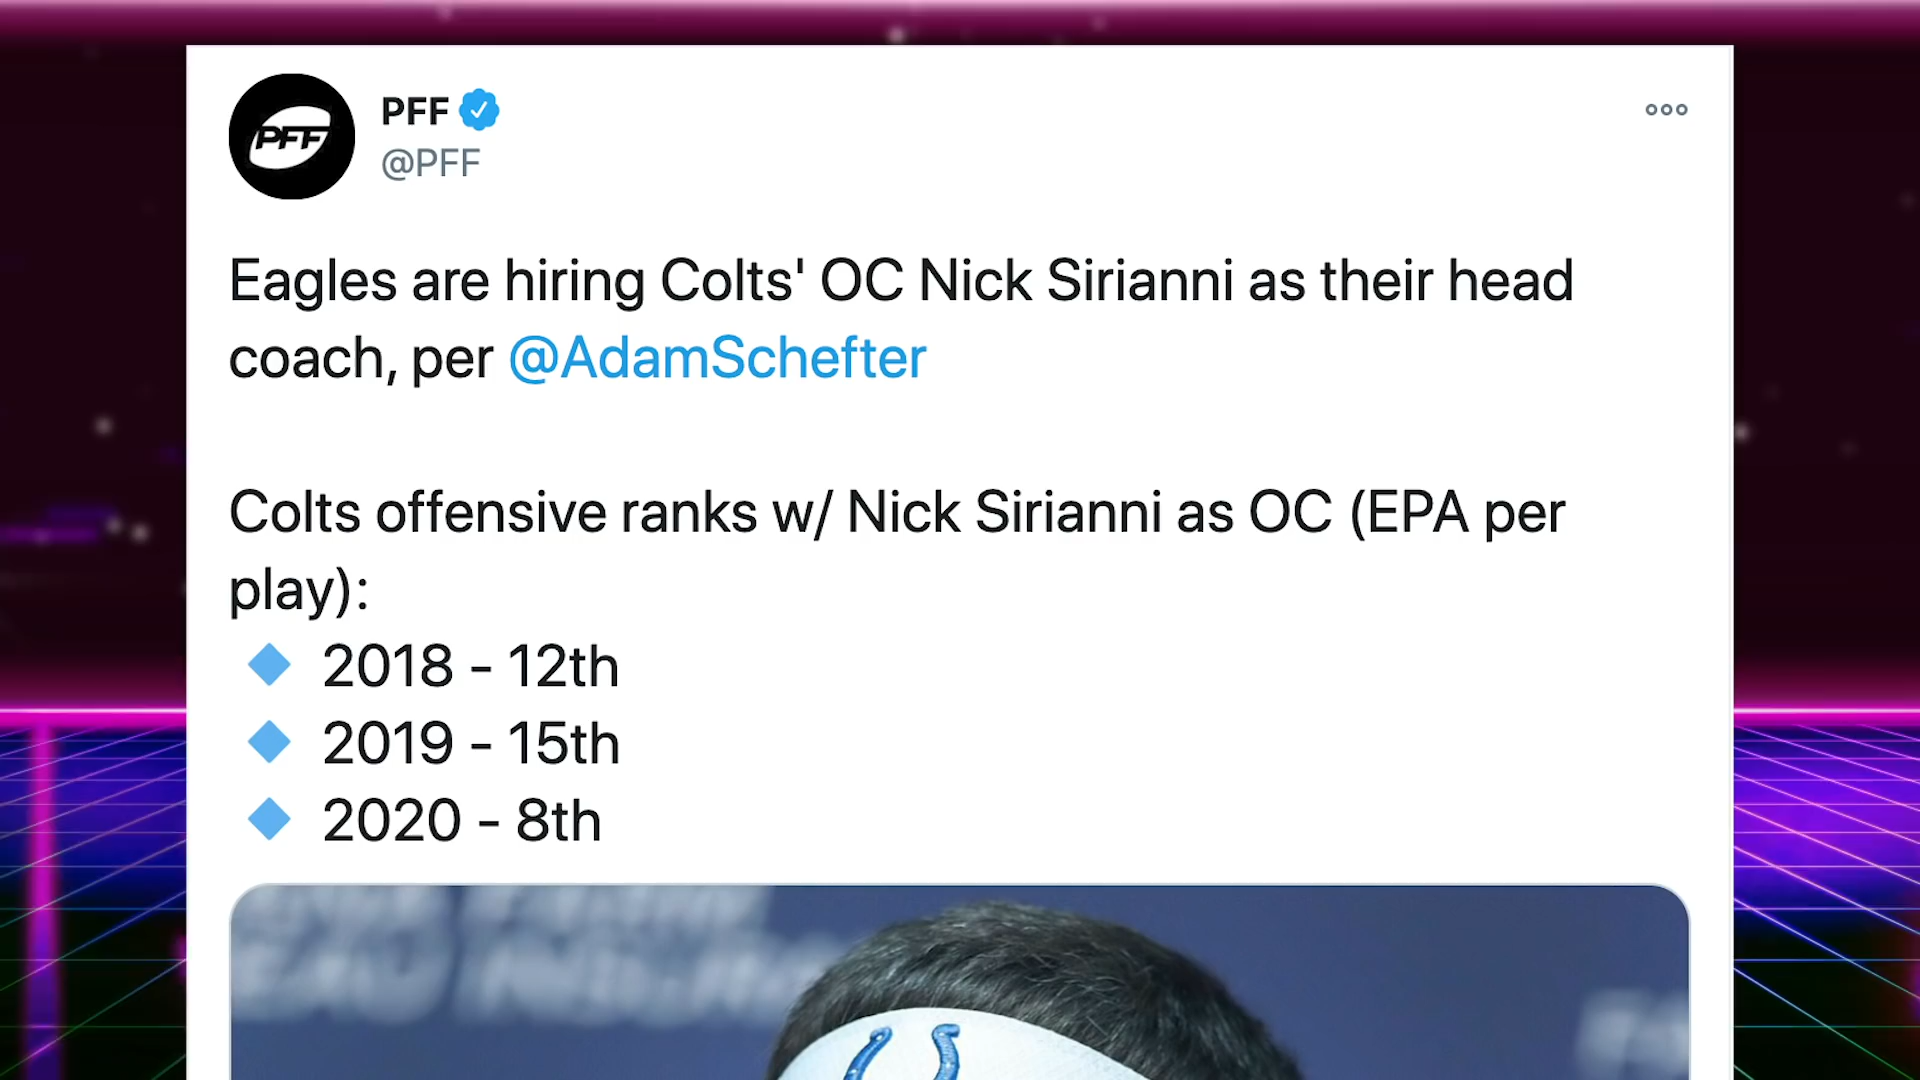 PFF
PFF
@PFF
Eagles are hiring Colts' OC Nick Sirianni as their head
coach, per @AdamSchefter
Colts offensive ranks w/ Nick Sirianni as OC (EPA per
play):
2018 - 12th
2019 - 15th
2020 - 8th